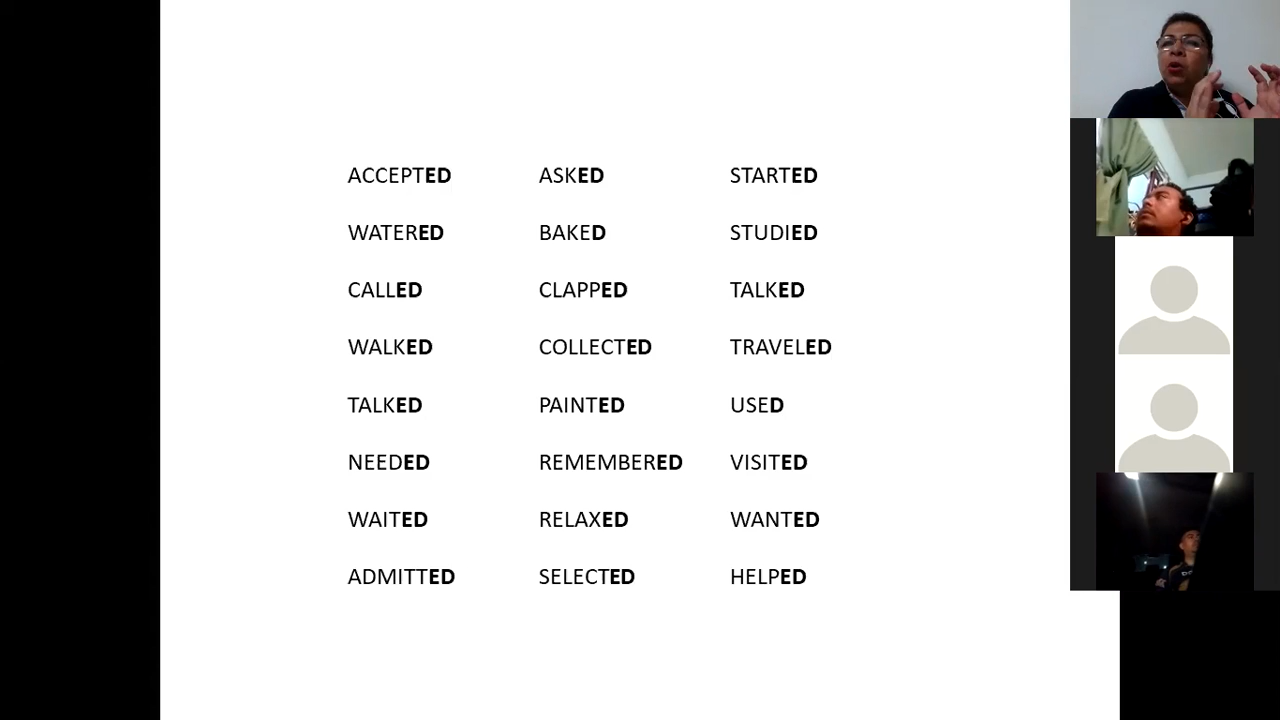 ACCEPTED ASKED STARTED
WATERED BAKED STUDIED
CALLED CLAPPED TALKED
WALKED COLLECTED TRAVELED
TALKED PAINTED USED
NEEDED REMEMBERED VISITED
WAITED RELAXED WANTED
ADMITTED SELECTED HELPED